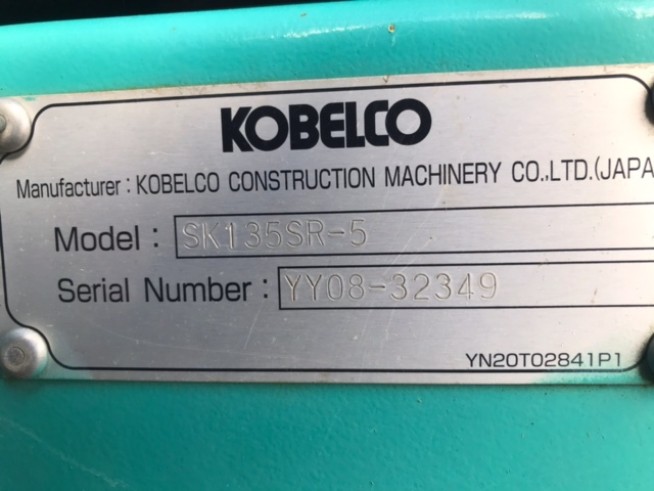 KOBELCO
Manufacturer : KOBELCO CONSTRUCTION MACHINERY CO.,LTD.(JAPA
Model : SK135SR-5
Serial Number : YY08-32349
YN20T02841P1